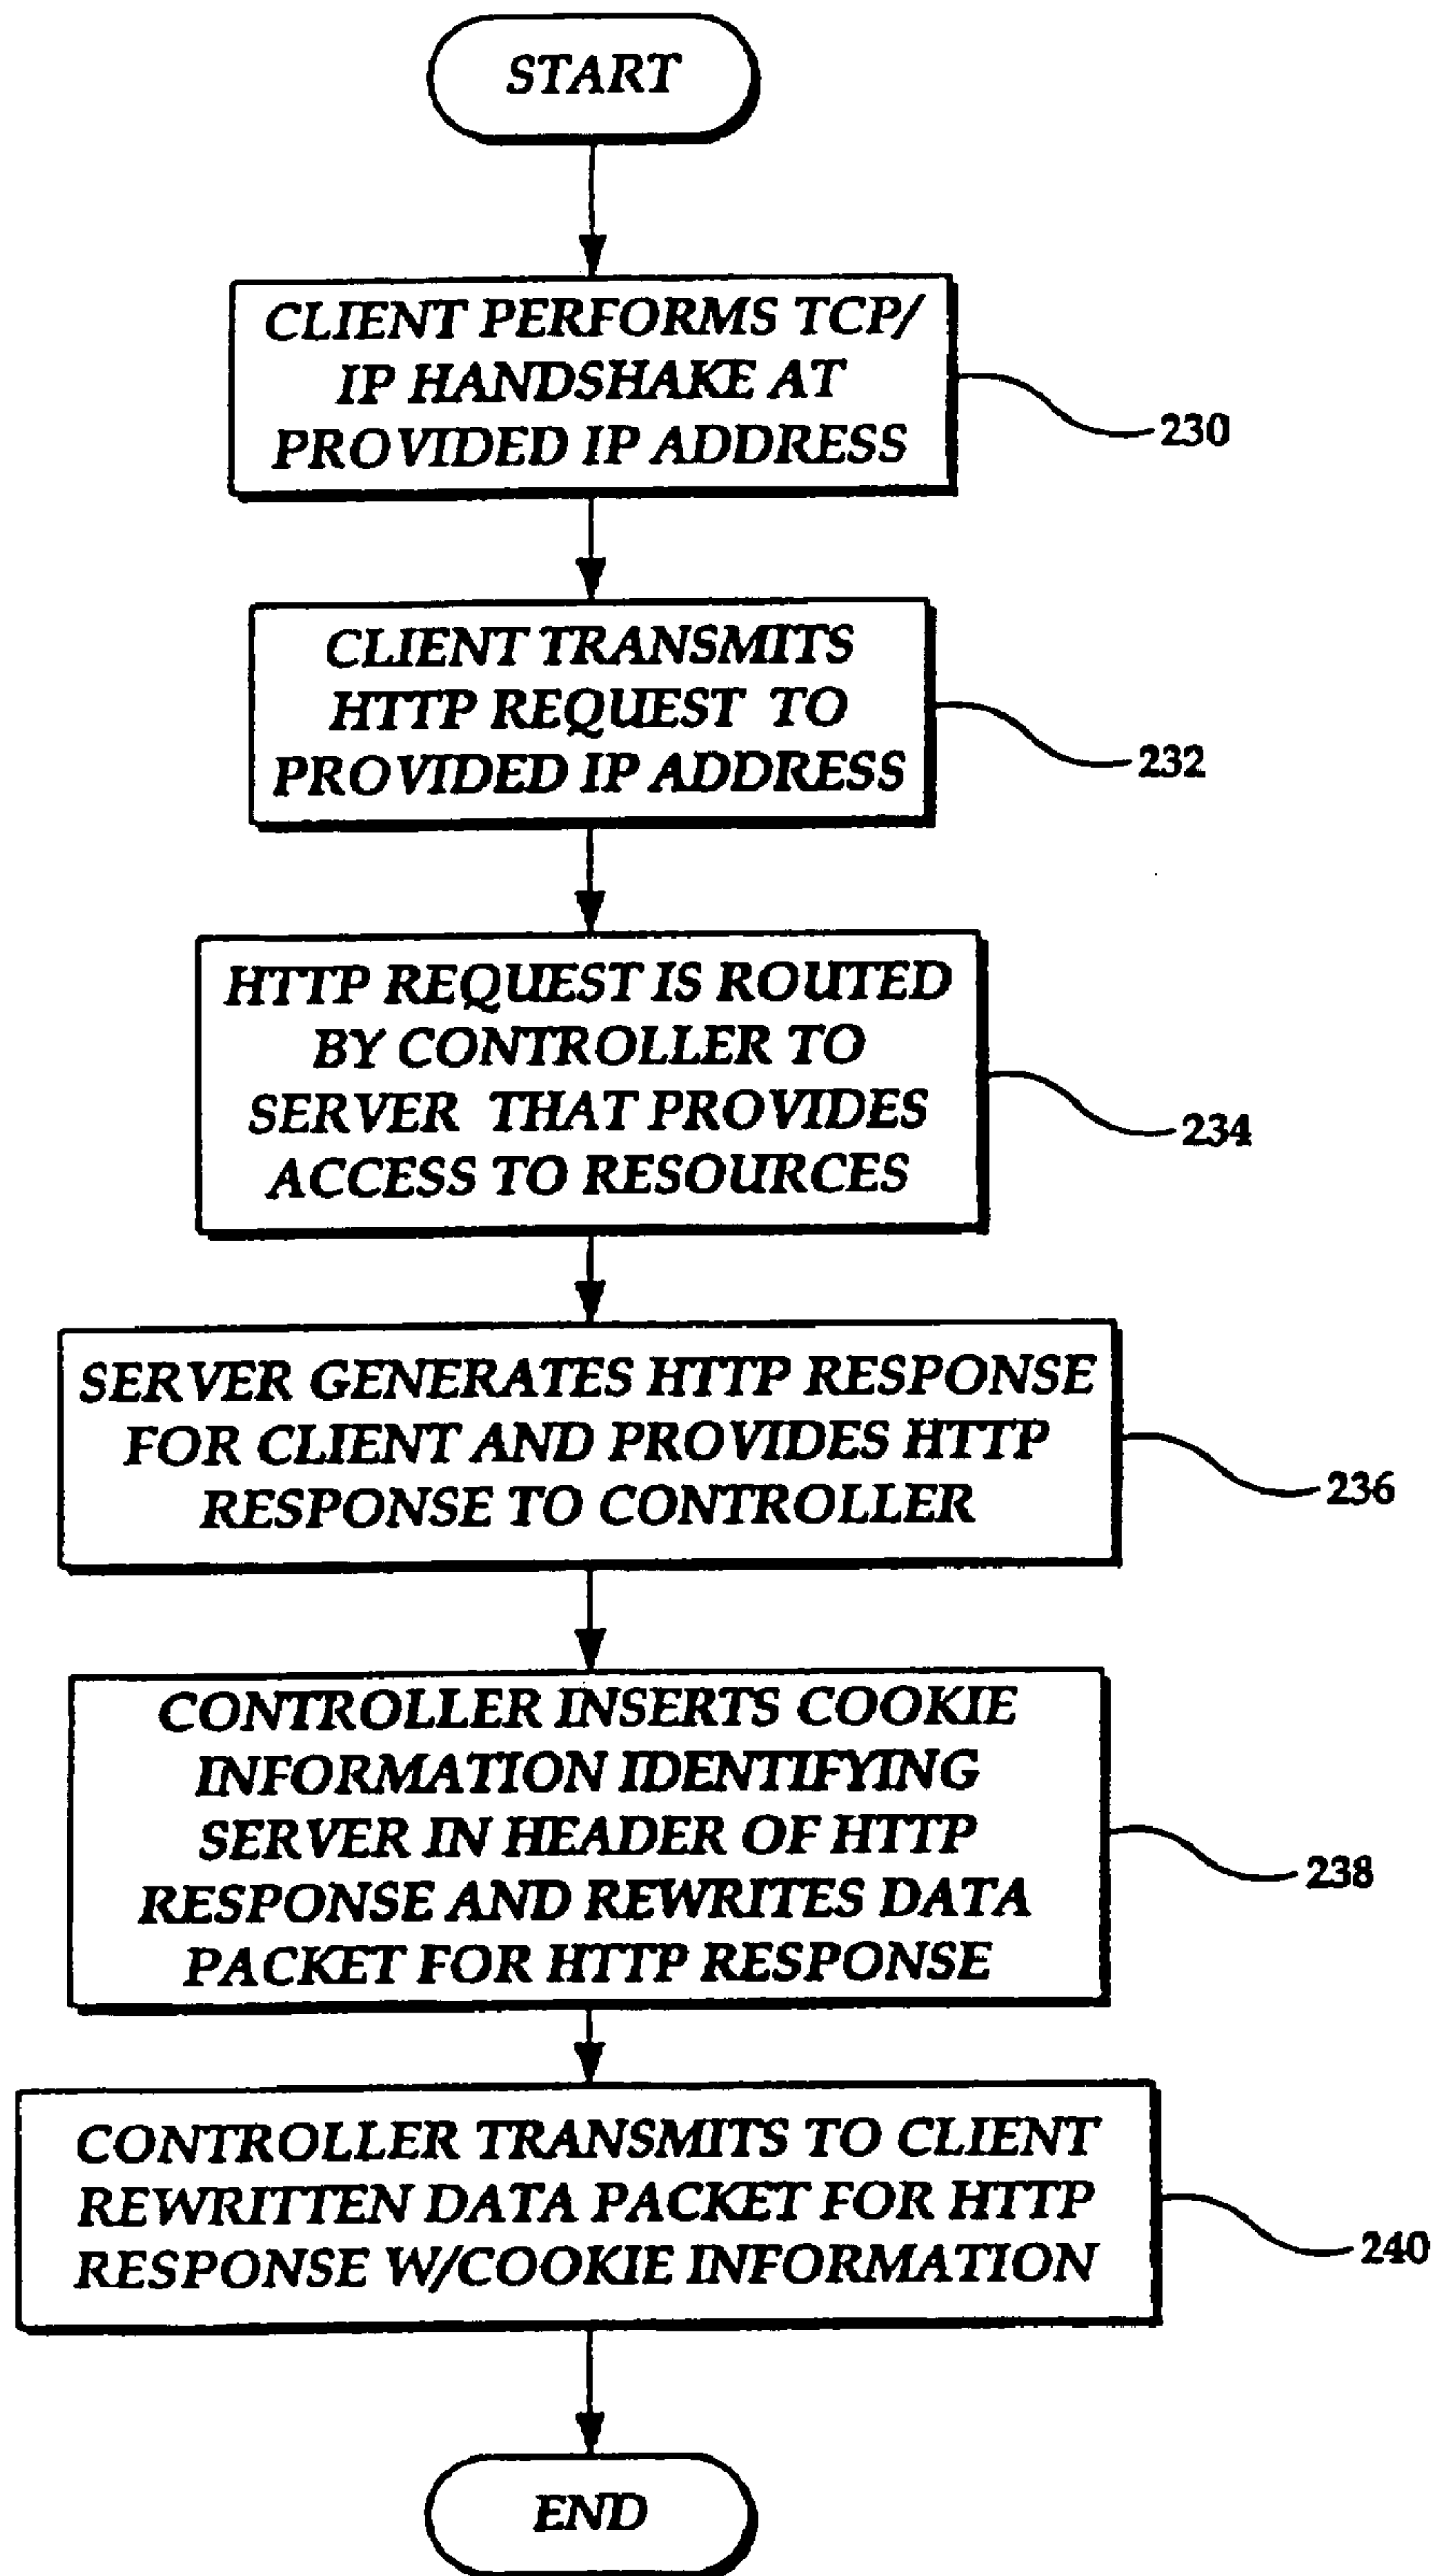 START
CLIENT PERFORMS TCP/
IP HANDSHAKE AT
PROVIDED IP ADDRESS
230
CLIENT TRANSMITS
HTTP REQUEST TO
PROVIDED IP ADDRESS
232
HTTP REQUEST IS ROUTED
BY CONTROLLER TO
SERVER THAT PROVIDES
ACCESS TO RESOURCES
234
SERVER GENERATES HTTP RESPONSE
FOR CLIENT AND PROVIDES HTTP
RESPONSE TO CONTROLLER
236
CONTROLLER INSERTS COOKIE
INFORMATION IDENTIFYING
SERVER IN HEADER OF HTTP
RESPONSE AND REWRITES DATA
PACKET FOR HTTP RESPONSE
238
CONTROLLER TRANSMITS TO CLIENT
REWRITTEN DATA PACKET FOR HTTP
RESPONSE W/COOKIE INFORMATION
240
END